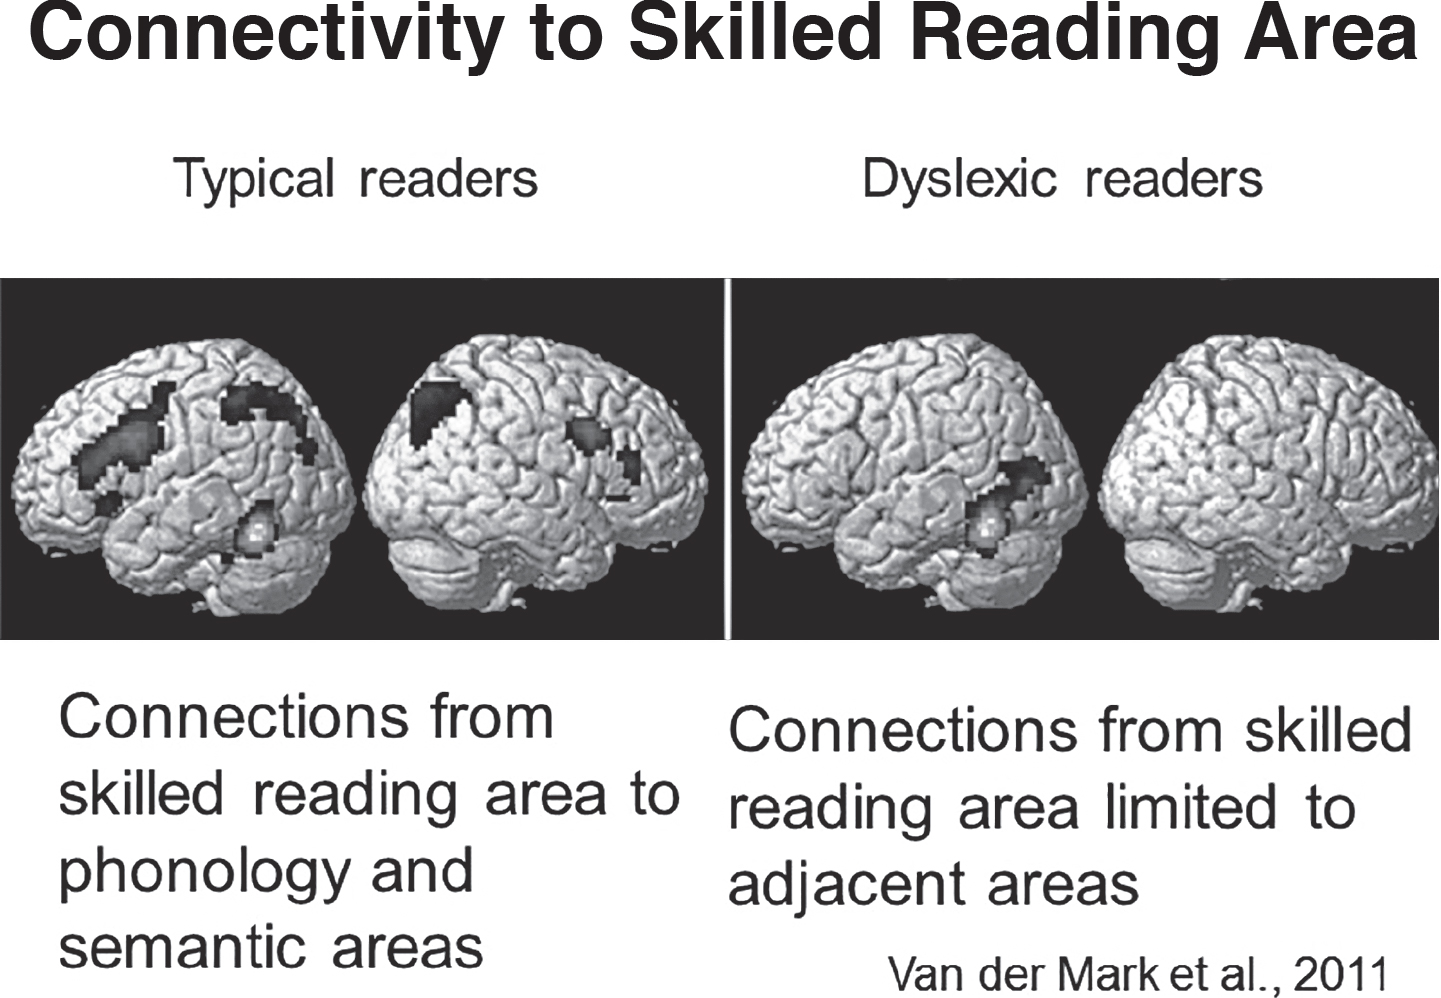 Connectivity to Skilled Reading Area
Typical readers
Dyslexic readers
Connections from
skilled reading area to
phonology and
semantic areas
Connections from skilled
reading area limited to
adjacent areas
Van der Mark et al., 2011